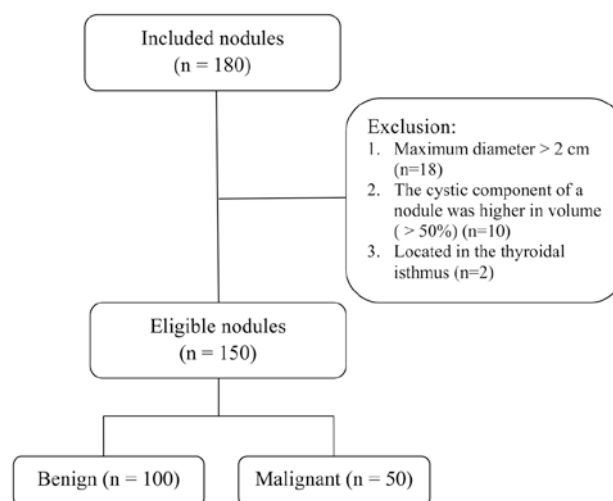 Included nodules
(n = 180)
Exclusion:
1. Maximum diameter > 2 cm
(n=18)
2. The cystic component of a
nodule was higher in volume
( > 50%) (n=10)
3. Located in the thyroidal
isthmus (n=2)
Eligible nodules
(n = 150)
Benign (n = 100)
Malignant (n = 50)